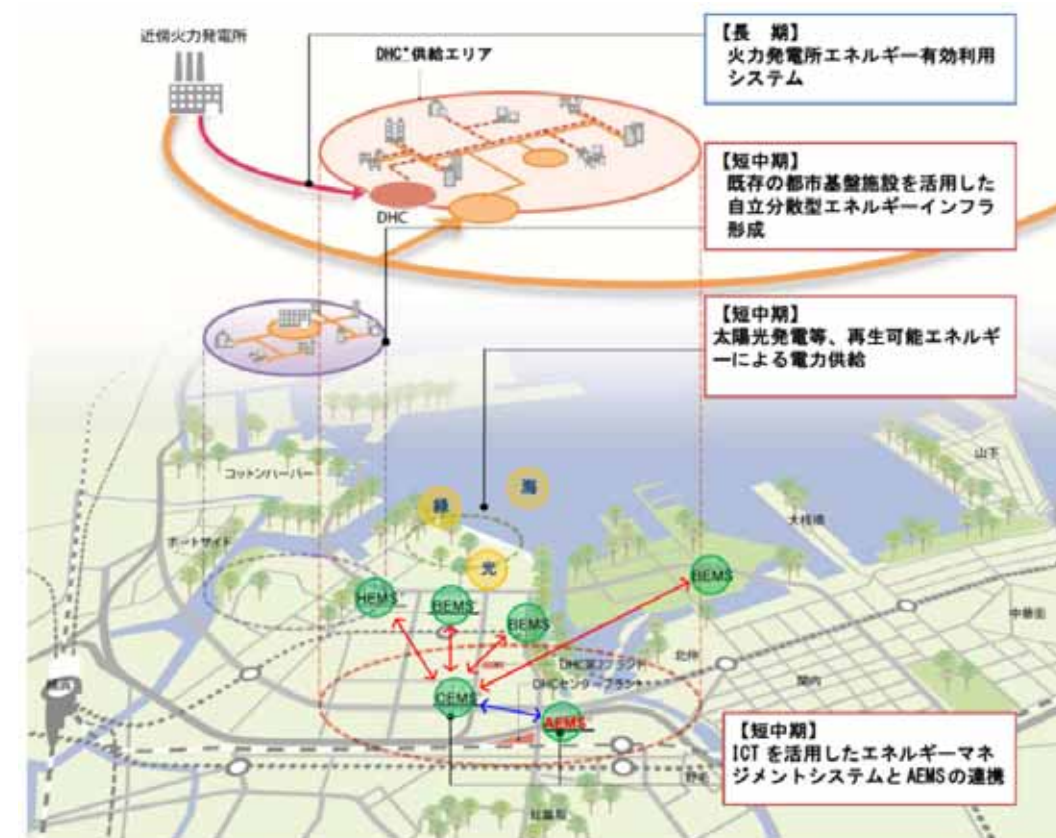 近傍火力発電所
DHC*供給エリア
DHC
【長　期】
火力発電所エネルギー有効利用
システム
【短中期】
既存の都市基盤施設を活用した
自立分散型エネルギーインフラ
形成
【短中期】
太陽光発電等、再生可能エネルギ
ーによる電力供給
コットンハーバー
ポートサイド
緑
海
光
山下
大桟橋
HEMS
BEMS
BEMS
BEMS
中華街
北仲
DHC第2プラント
DHCセンタープラント
関内
横浜
CEMS
AEMS
野毛
紅葉坂
【短中期】
ICTを活用したエネルギーマネ
ジメントシステムとAEMSの連携